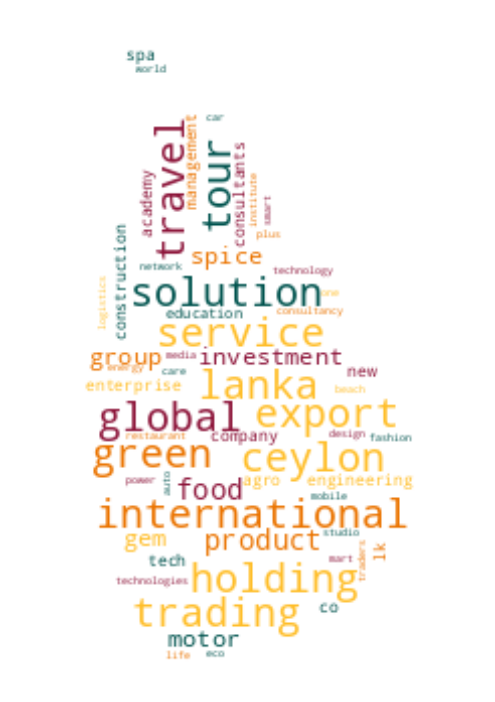 spa
world
car
travel
management
tour
consultants
academy
institute
smart
plus
construction
spice
network
technology
logistics
solution
one
education
consultancy
service
group
media
investment
energy
care
new
enterprise
lanka
beach
global
export
restaurant
company
design
fashion
green
ceylon
power
auto
food
agro
engineering
mobile
international
gem
product
studio
lk
traders
tech
mart
technologies
holding
trading
co
motor
life
eco